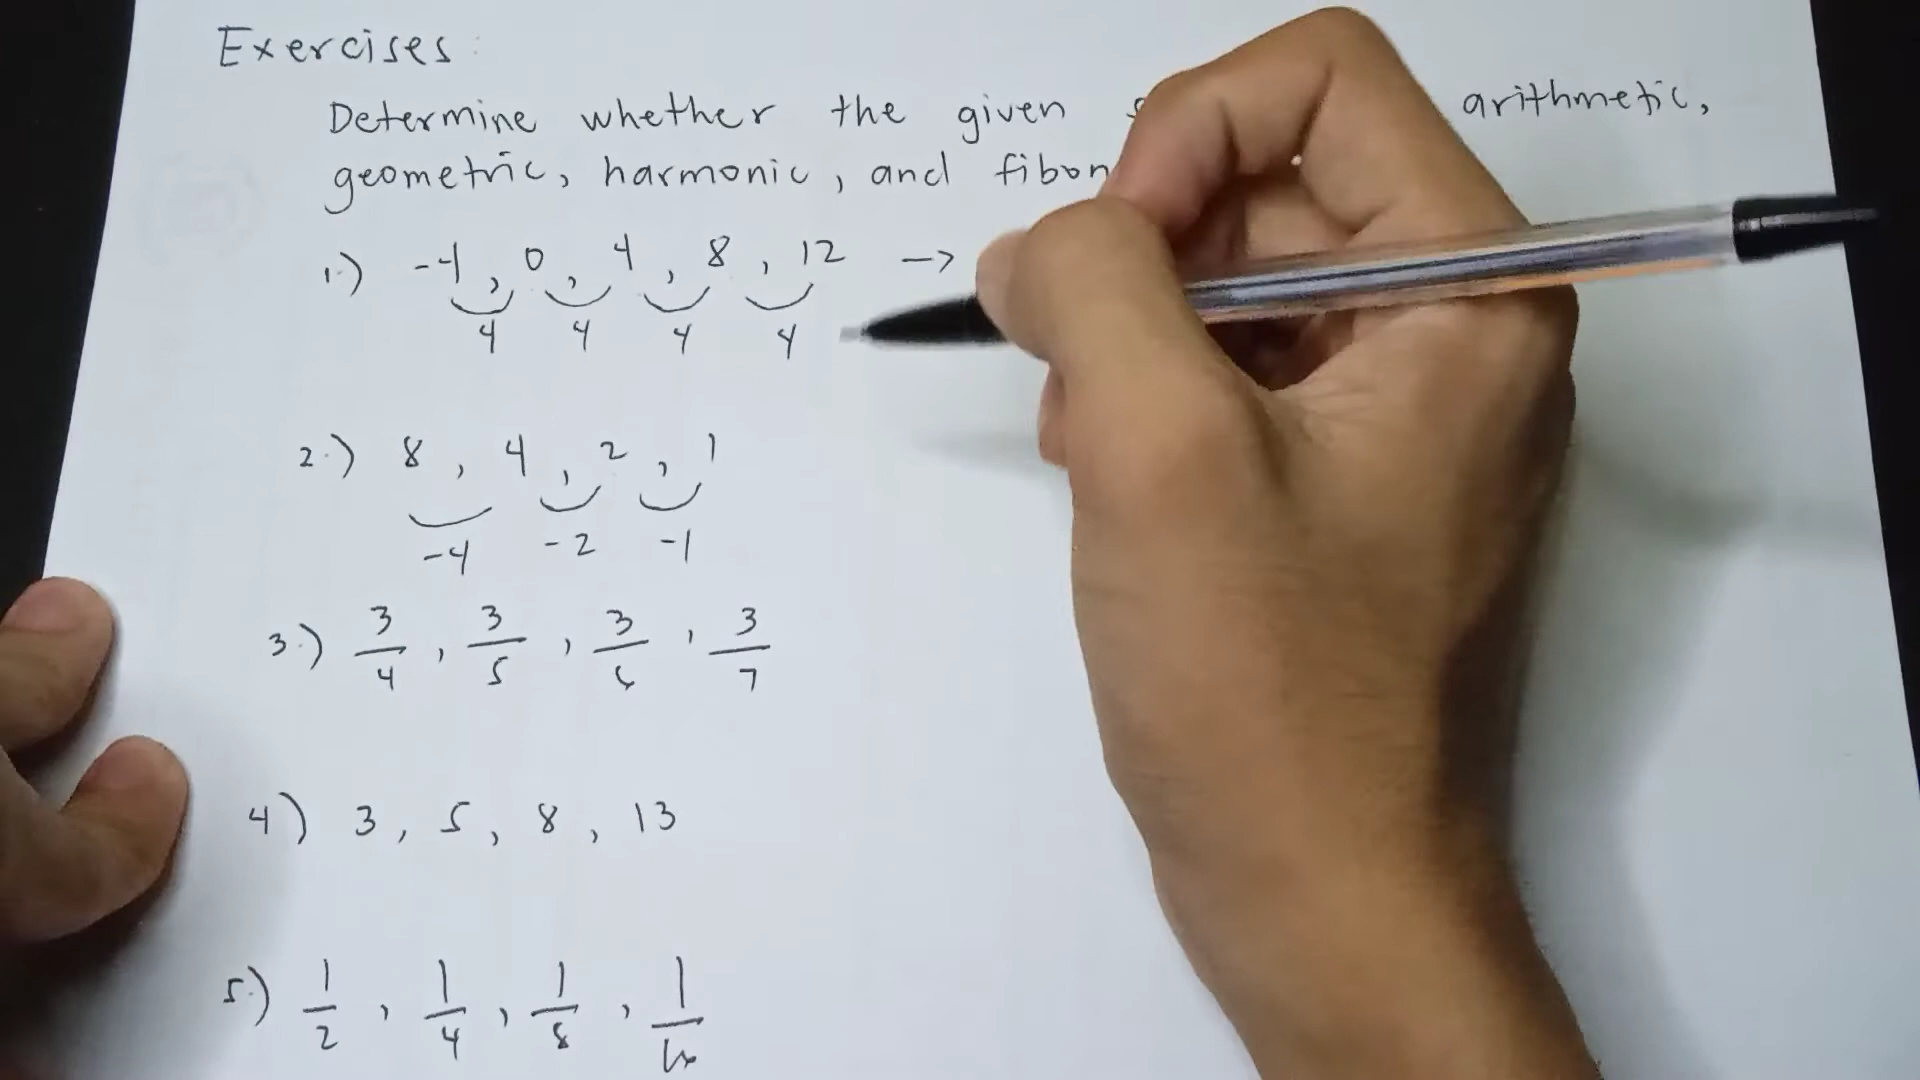 Exercises:
Determine whether the given arithmetic,
geometric, harmonic, and fibon
1.) -4, 0, 4, 8, 12 →
4 4 4 4
2.) 8, 4, 2, 1
-4 -2 -1
3.) 3/4, 3/5, 3/6, 3/7
4) 3, 5, 8, 13
5.) 1/2, 1/4, 1/8, 1/16